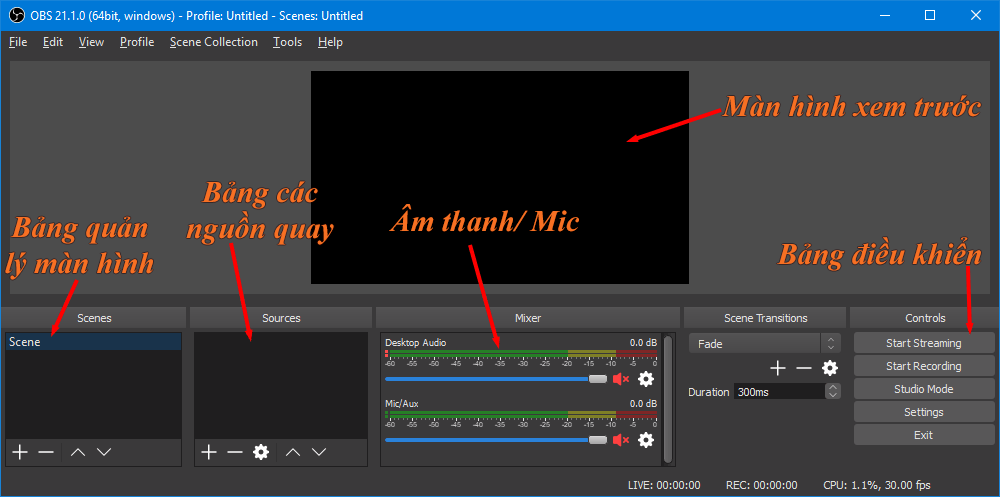 OBS 21.1.0 (64bit, windows) - Profile: Untitled - Scenes: Untitled
File Edit View Profile Scene Collection Tools Help
Màn hình xem trước
Bảng các
nguồn quay
Âm thanh/ Mic
Bảng quản
lý màn hình
Bảng điều khiển
Scenes Sources Mixer Scene Transitions Controls
Scene
Desktop Audio 0.0 dB
-60 -55 -50 -45 -40 -35 -30 -25 -20 -15 -10 -5 0
Mic/Aux 0.0 dB
-60 -55 -50 -45 -40 -35 -30 -25 -20 -15 -10 -5 0
Fade
Duration 300ms
Start Streaming
Start Recording
Studio Mode
Settings
Exit
LIVE: 00:00:00 REC: 00:00:00 CPU: 1.1%, 30.00 fps